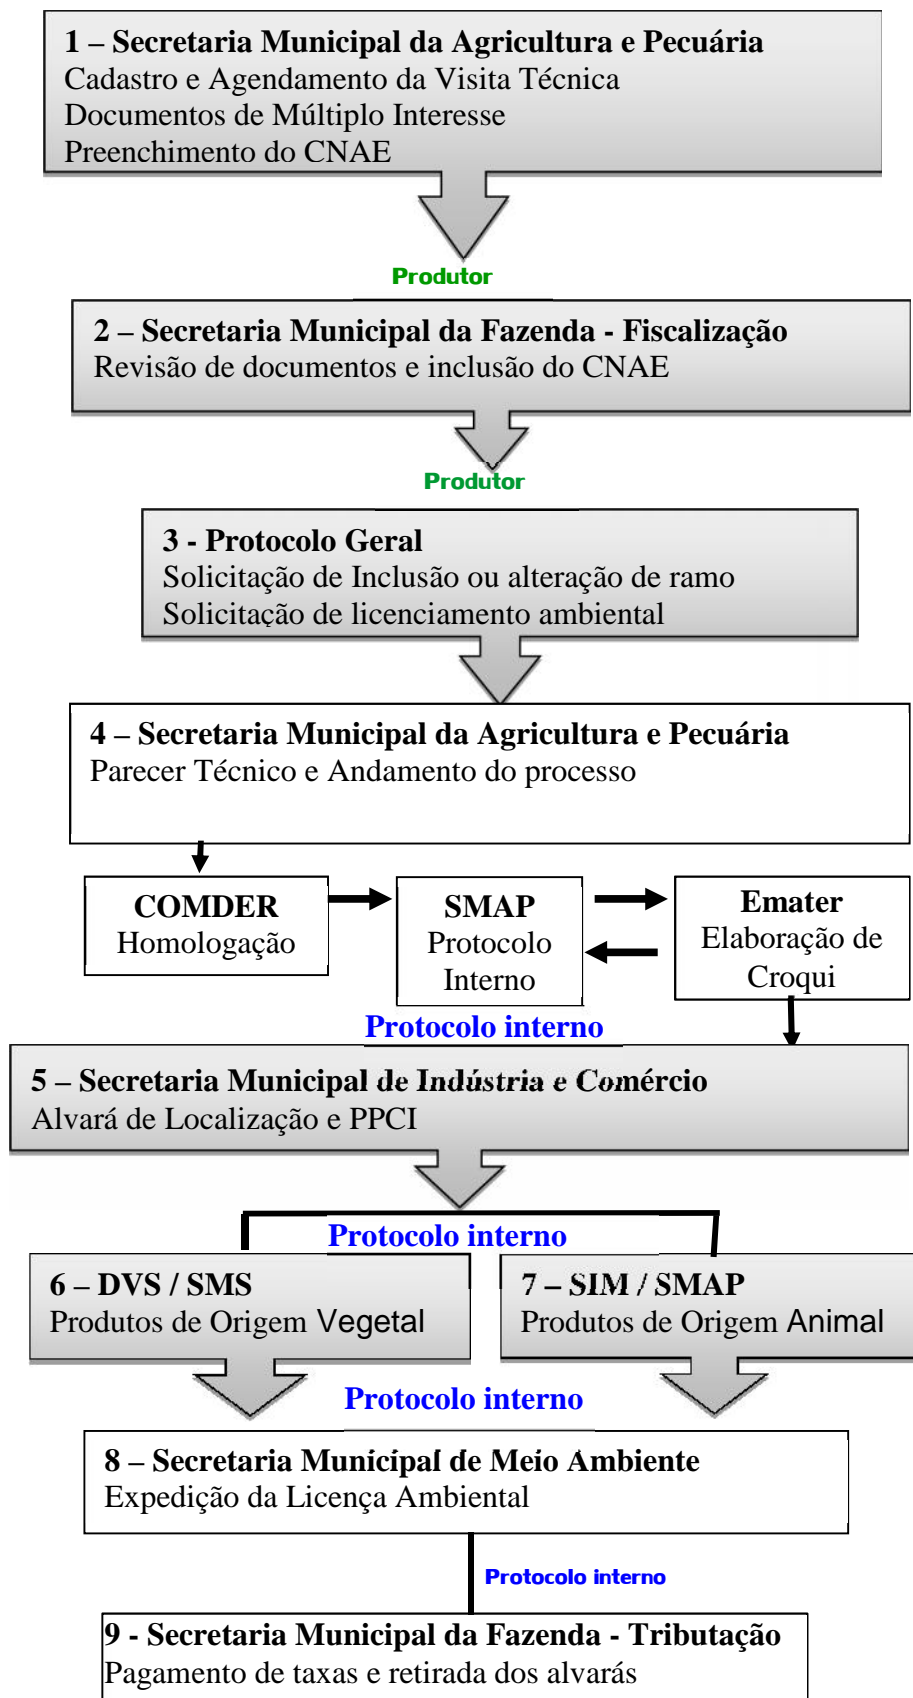 1 – Secretaria Municipal da Agricultura e Pecuária
Cadastro e Agendamento da Visita Técnica
Documentos de Múltiplo Interesse
Preenchimento do CNAE
Produtor
2 – Secretaria Municipal da Fazenda - Fiscalização
Revisão de documentos e inclusão do CNAE
Produtor
3 - Protocolo Geral
Solicitação de Inclusão ou alteração de ramo
Solicitação de licenciamento ambiental
4 – Secretaria Municipal da Agricultura e Pecuária
Parecer Técnico e Andamento do processo
COMDER
Homologação
SMAP
Protocolo
Interno
Emater
Elaboração de
Croqui
Protocolo interno
5 – Secretaria Municipal de Indústria e Comércio
Alvará de Localização e PPCI
Protocolo interno
6 – DVS / SMS
Produtos de Origem Vegetal
7 – SIM / SMAP
Produtos de Origem Animal
Protocolo interno
8 – Secretaria Municipal de Meio Ambiente
Expedição da Licença Ambiental
Protocolo interno
9 - Secretaria Municipal da Fazenda - Tributação
Pagamento de taxas e retirada dos alvarás